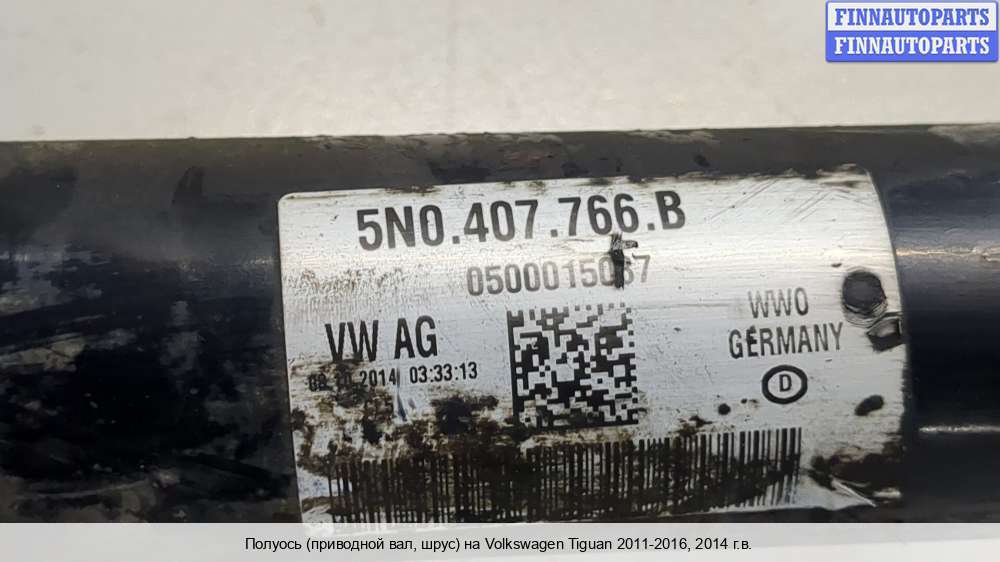 FINNAUTOPARTS
FINNAUTOPARTS
5N0.407.766.B
VW AG
2014 03:33:13
WWO
GERMANY
D
Полуось (приводной вал, шрус) на Volkswagen Tiguan 2011-2016, 2014 г.в.